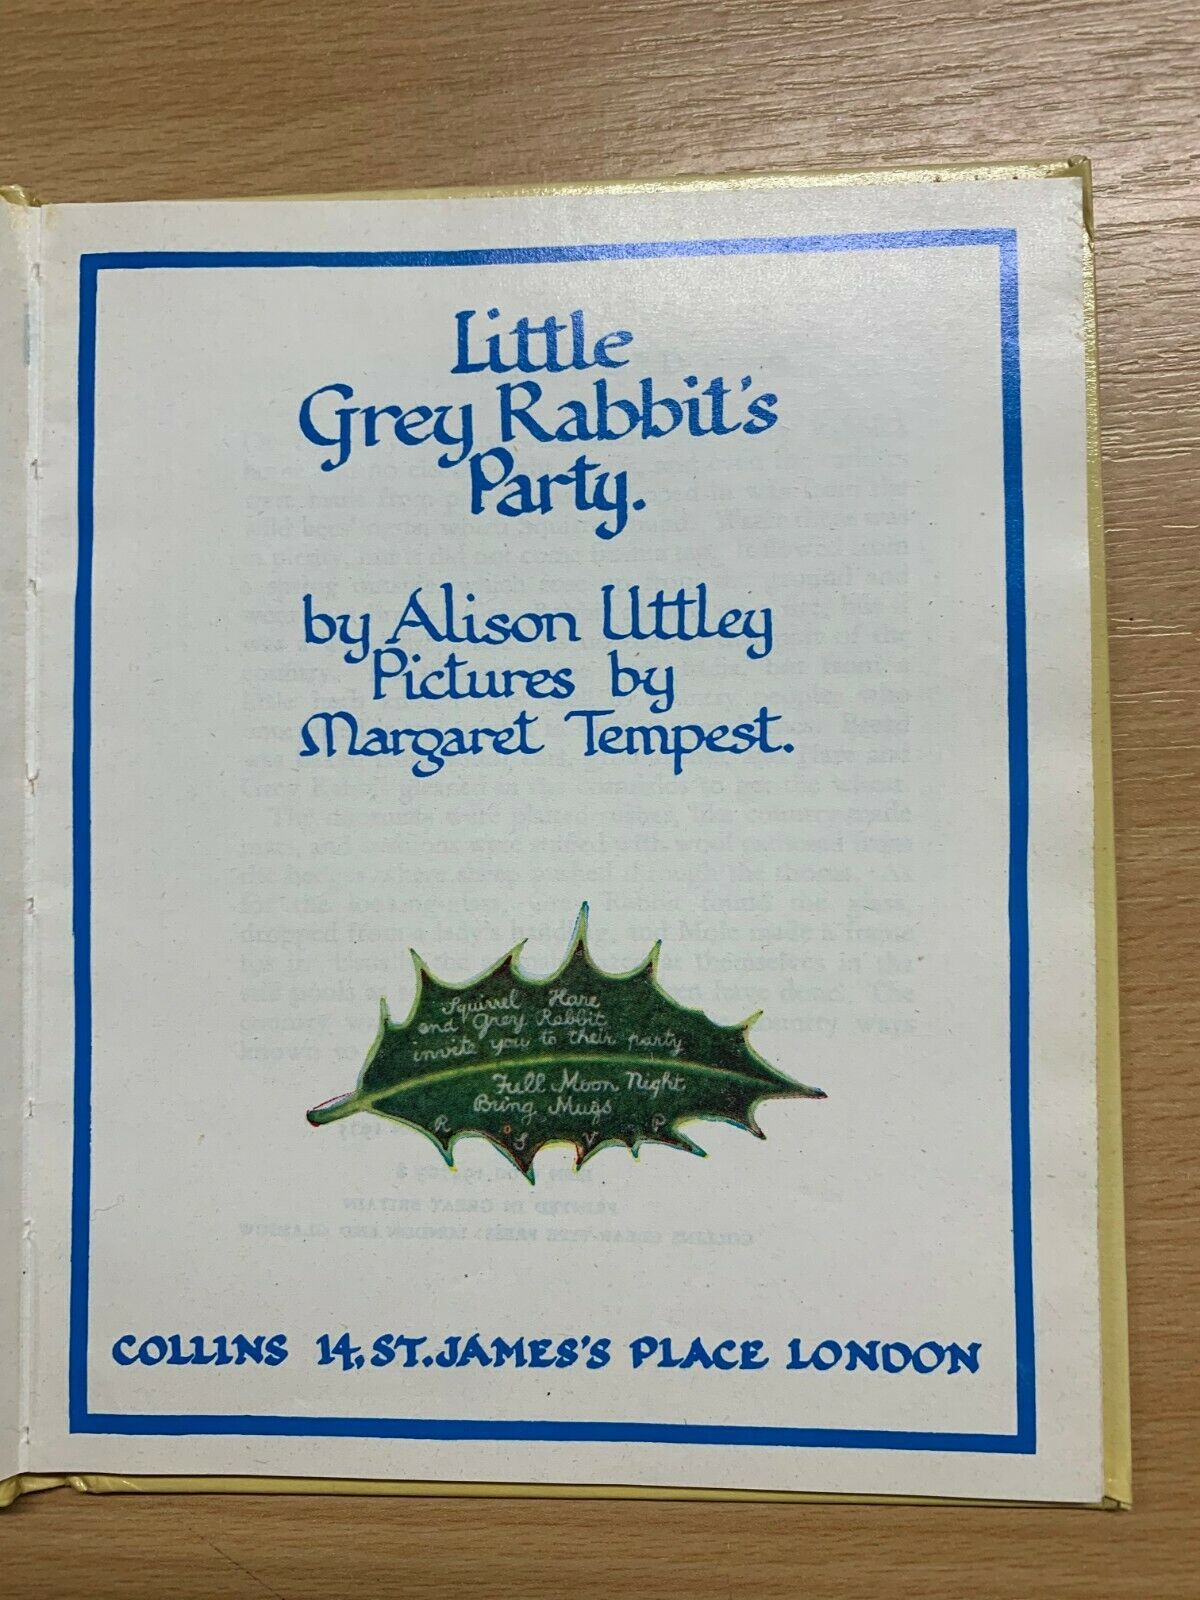 Little
Grey Rabbit's
Party.
by Alison Uttley
Pictures by
Margaret Tempest.
Squirrel Hare
and Grey Rabbit
invite you to their party
Full Moon Night
Bring Mugs
R S V P
COLLINS 14, ST. JAMES'S PLACE LONDON